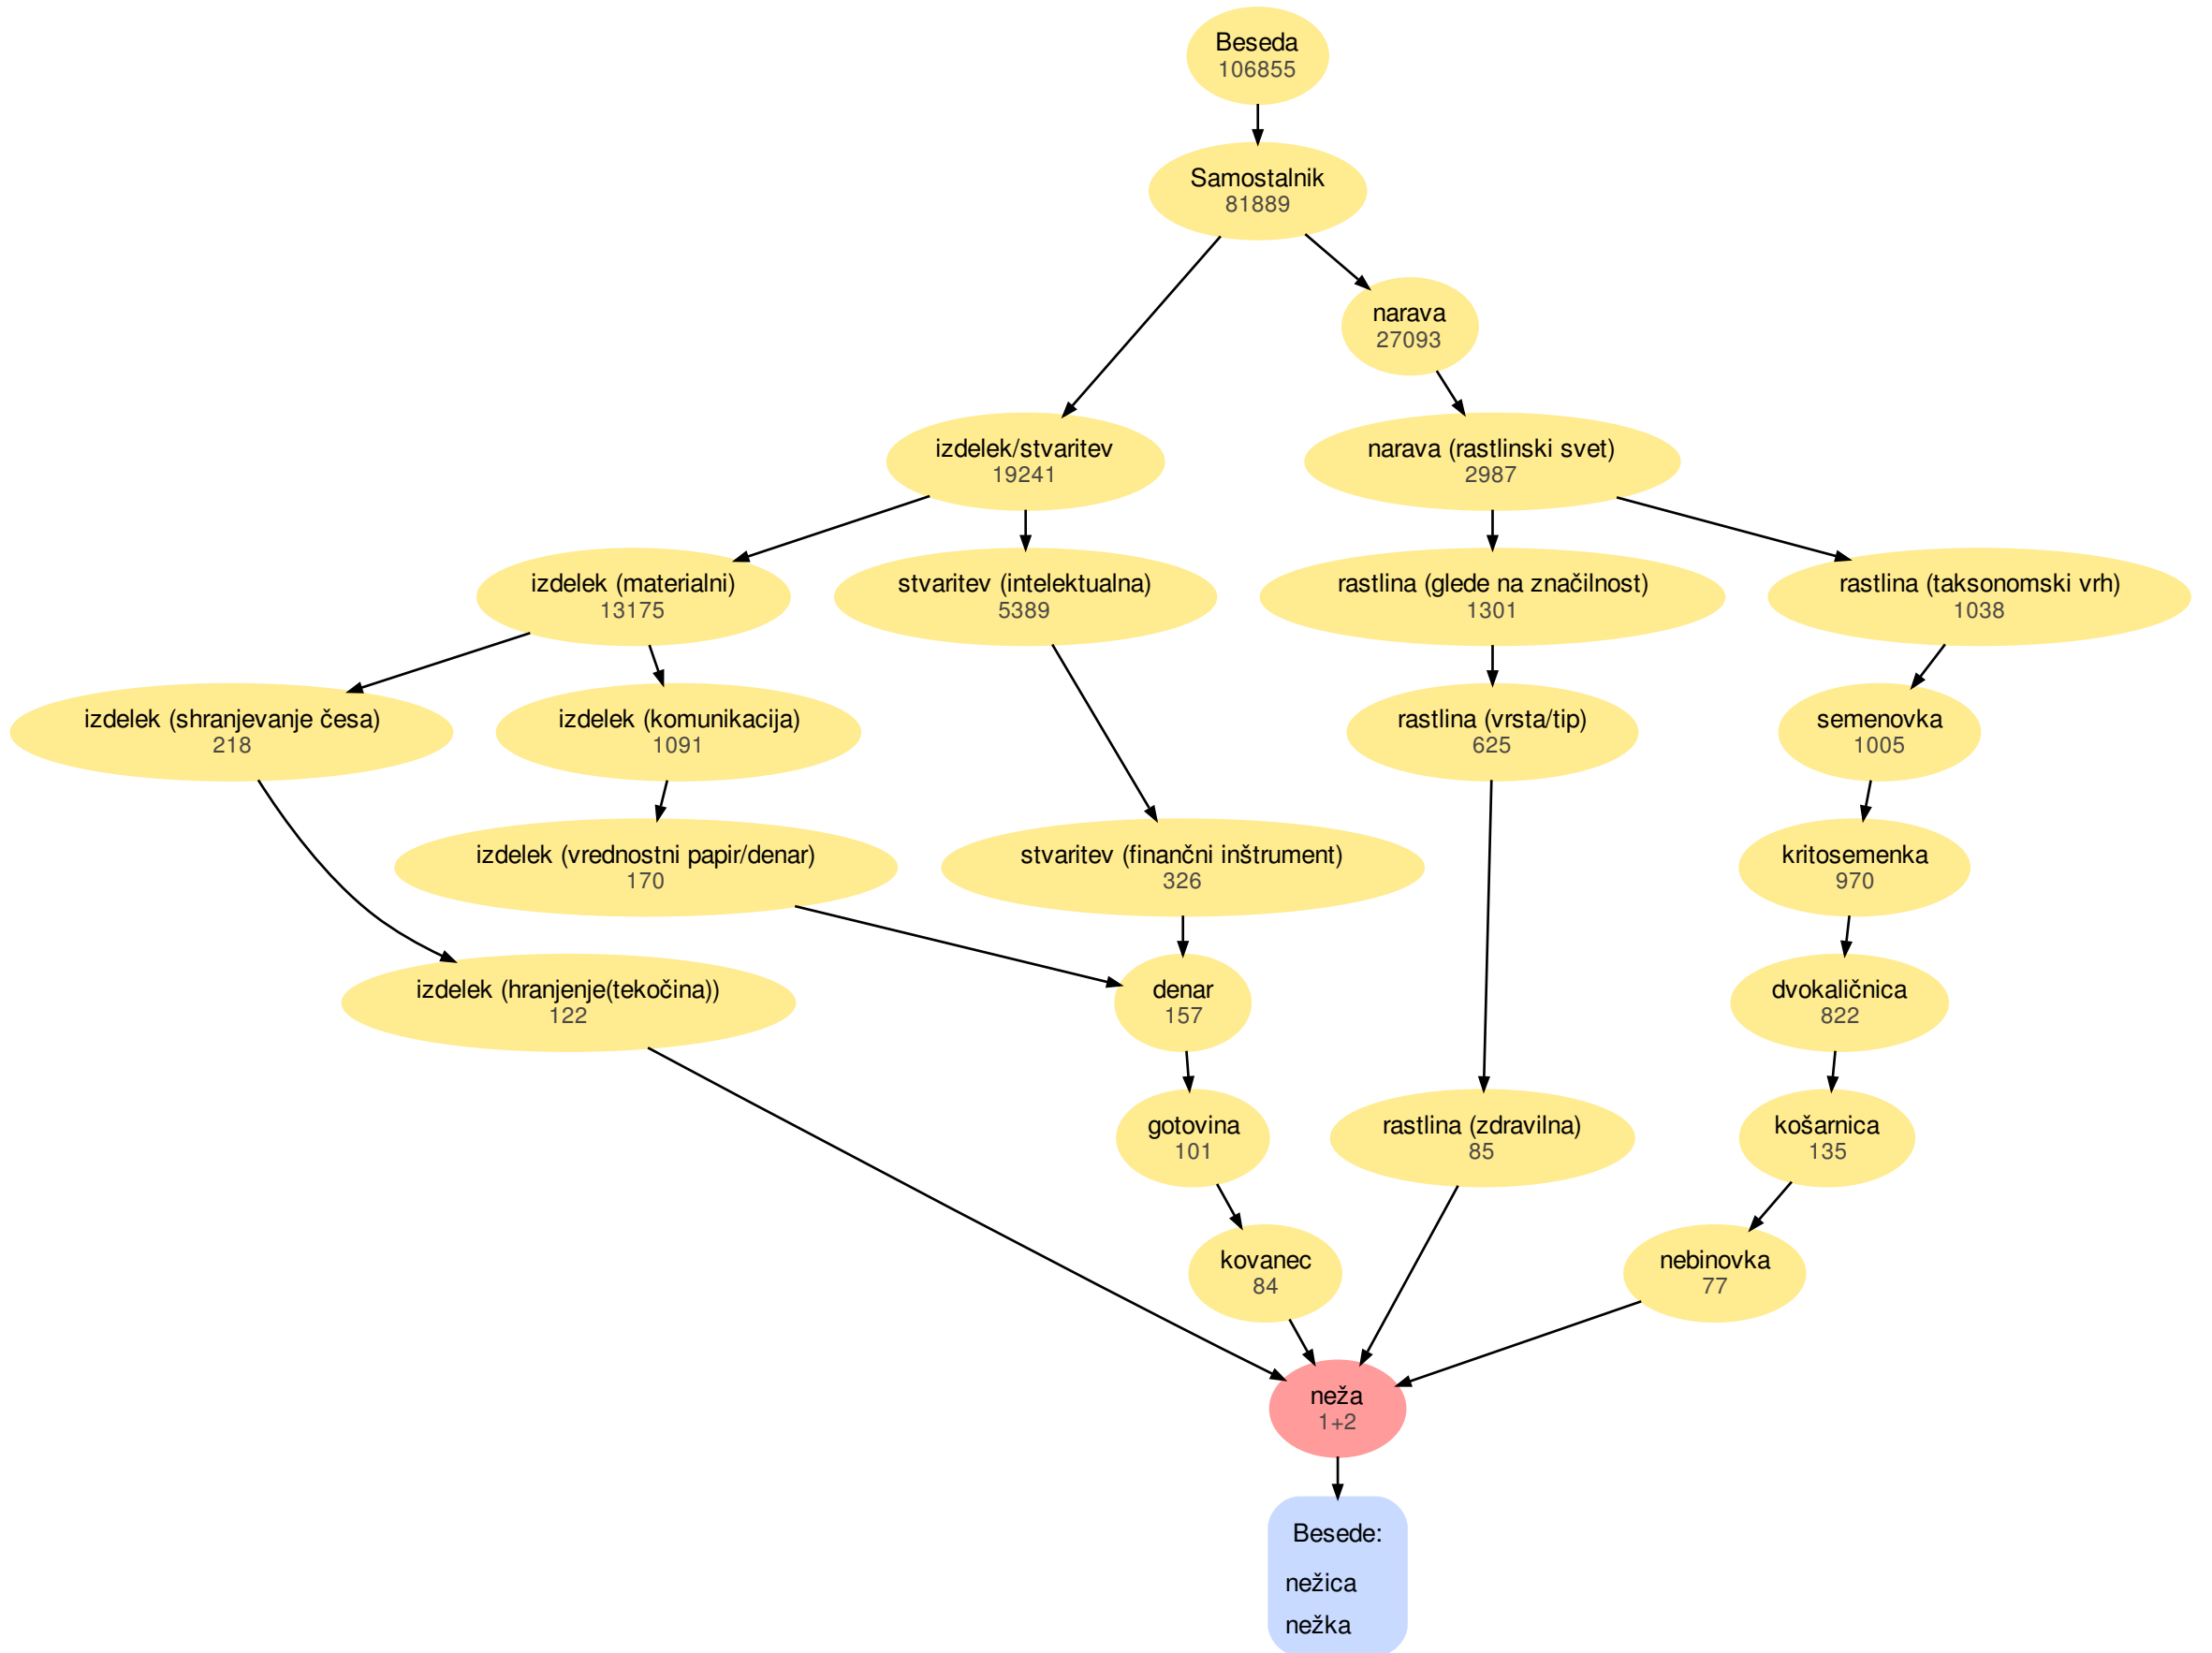 Beseda
106855
Samostalnik
81889
narava
27093
izdelek/stvaritev
19241
narava (rastlinski svet)
2987
izdelek (materialni)
13175
stvaritev (intelektualna)
5389
rastlina (glede na značilnost)
1301
rastlina (taksonomski vrh)
1038
izdelek (shranjevanje česa)
218
izdelek (komunikacija)
1091
rastlina (vrsta/tip)
625
semenovka
1005
izdelek (vrednostni papir/denar)
170
stvaritev (finančni inštrument)
326
kritosemenka
970
izdelek (hranjenje(tekočina))
122
denar
157
dvokaličnica
822
gotovina
101
rastlina (zdravilna)
85
košarnica
135
kovanec
84
nebinovka
77
neža
1+2
Besede:
nežica
nežka